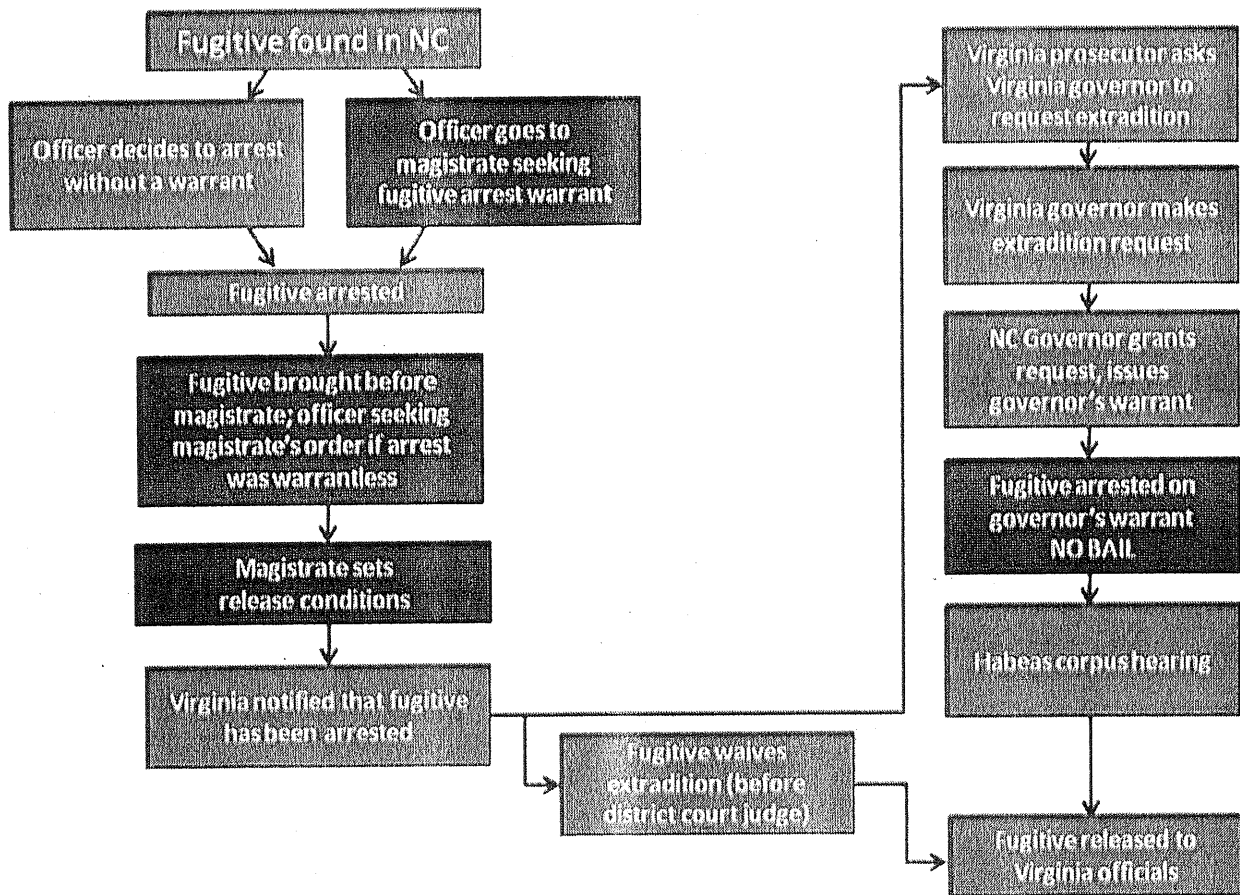 Fugitive found in NC
Officer decides to arrest
without a warrant
Officer goes to
magistrate seeking
fugitive arrest warrant
Fugitive arrested
Fugitive brought before
magistrate; officer seeking
magistrate's order if arrest
was warrantless
Magistrate sets
release conditions
Virginia notified that fugitive
has been arrested
Fugitive waives
extradition (before
district court judge)
Virginia prosecutor asks
Virginia governor to
request extradition
Virginia governor makes
extradition request
NC Governor grants
request, issues
governor's warrant
Fugitive arrested on
governor's warrant
NO BAIL
Habeas corpus hearing
Fugitive released to
Virginia officials